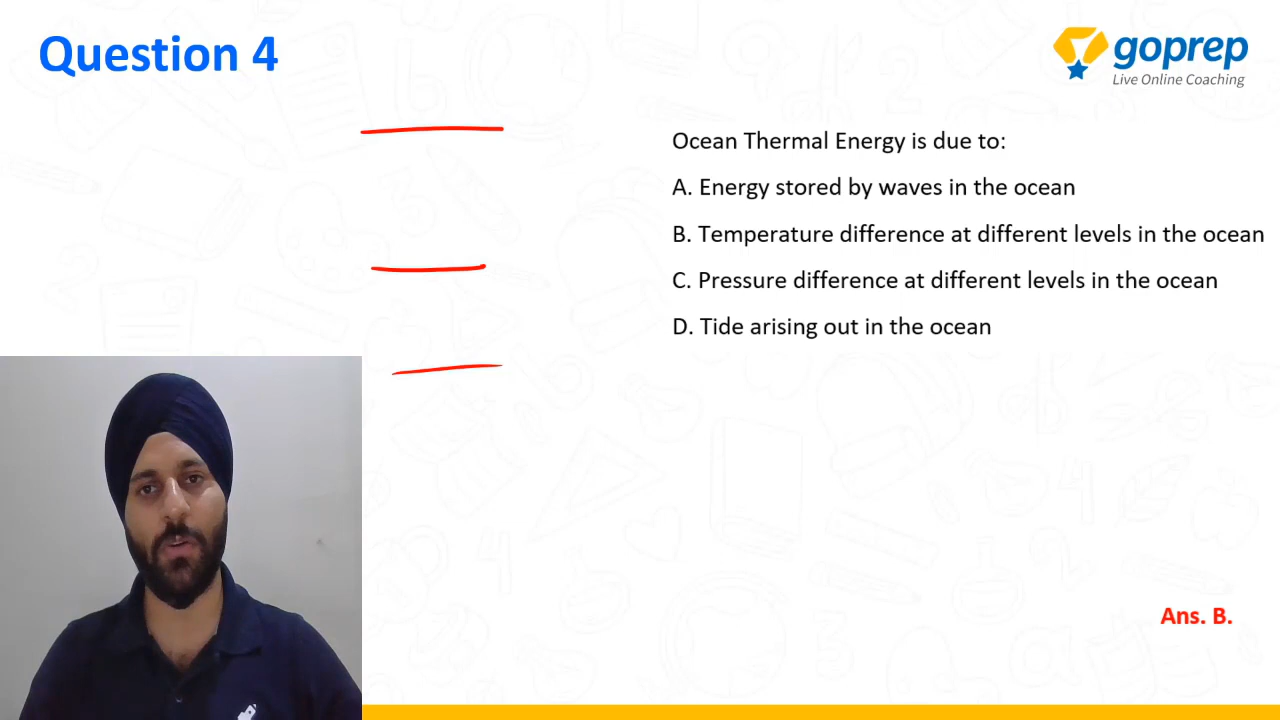 Question 4
goprep
Live Online Coaching
Ocean Thermal Energy is due to:
A. Energy stored by waves in the ocean
B. Temperature difference at different levels in the ocean
C. Pressure difference at different levels in the ocean
D. Tide arising out in the ocean
Ans. B.